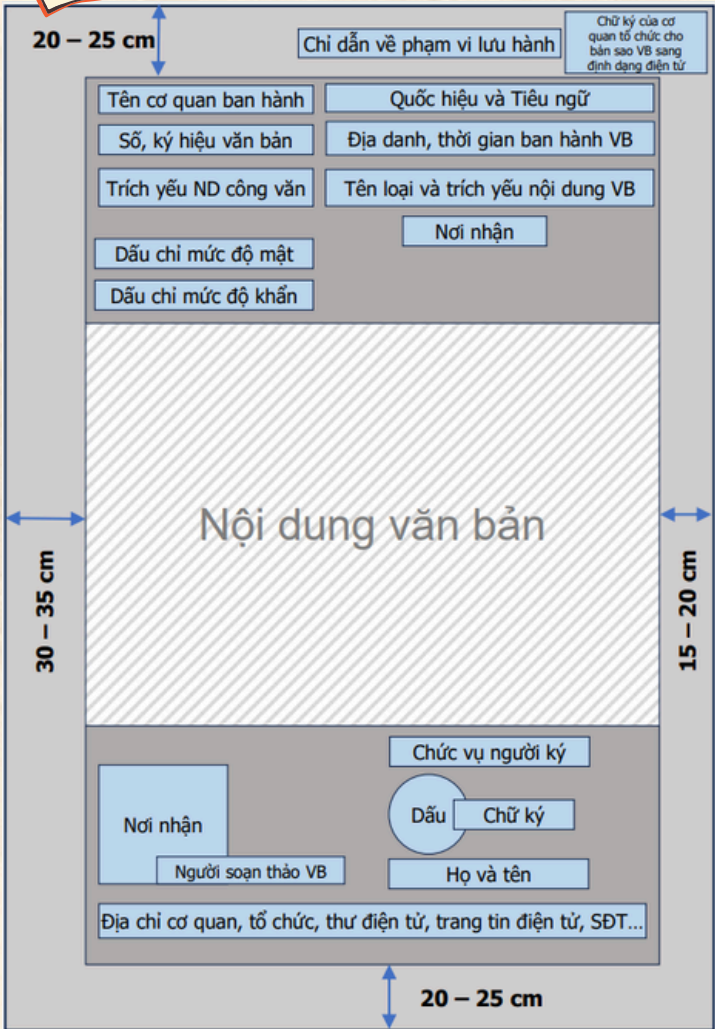 20 – 25 cm
Chỉ dẫn về phạm vi lưu hành
Chữ ký của cơ
quan tổ chức cho
bản sao VB sang
định dạng điện tử
Tên cơ quan ban hành
Quốc hiệu và Tiêu ngữ
Số, ký hiệu văn bản
Địa danh, thời gian ban hành VB
Trích yếu ND công văn
Tên loại và trích yếu nội dung VB
Nơi nhận
Dấu chỉ mức độ mật
Dấu chỉ mức độ khẩn
Nội dung văn bản
30 – 35 cm
15 – 20 cm
Chức vụ người ký
Nơi nhận
Dấu
Chữ ký
Người soạn thảo VB
Họ và tên
Địa chỉ cơ quan, tổ chức, thư điện tử, trang tin điện tử, SĐT...
20 – 25 cm